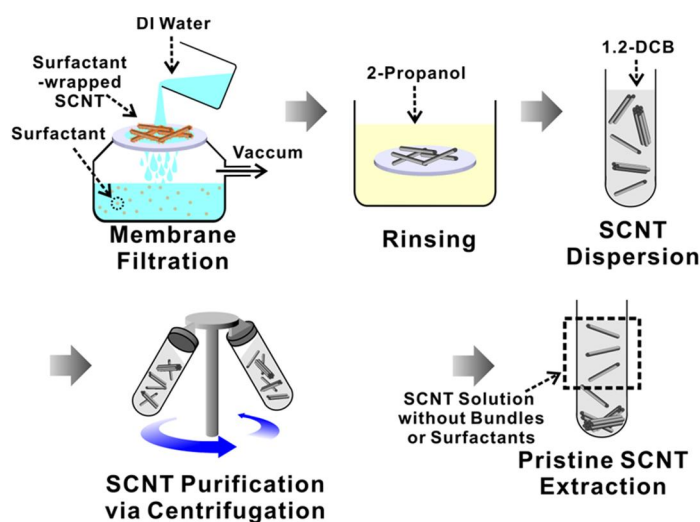 DI Water
Surfactant
-wrapped
SCNT
Surfactant
Vaccum
Membrane
Filtration
2-Propanol
Rinsing
1.2-DCB
SCNT
Dispersion
SCNT Purification
via Centrifugation
SCNT Solution
without Bundles
or Surfactants
Pristine SCNT
Extraction